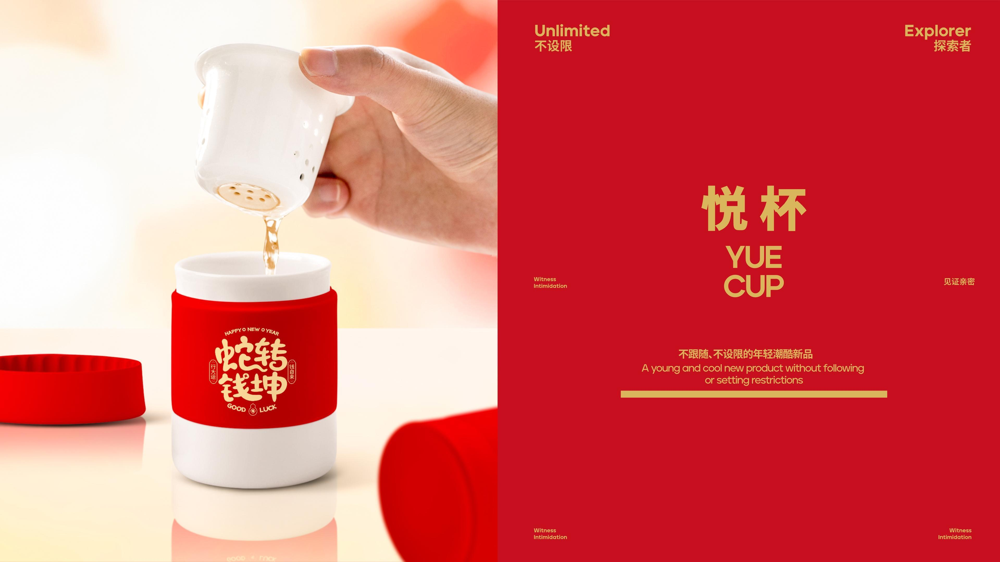 HAPPY NEW YEAR
蛇转
行大运
钱自来
钱坤
GOOD LUCK
Unlimited
不设限
Explorer
探索者
悦杯
YUE
CUP
Witness
Intimidation
见证亲密
不跟随、不设限的年轻潮酷新品
A young and cool new product without following
or setting restrictions
Witness
Intimidation
Witness
Intimidation